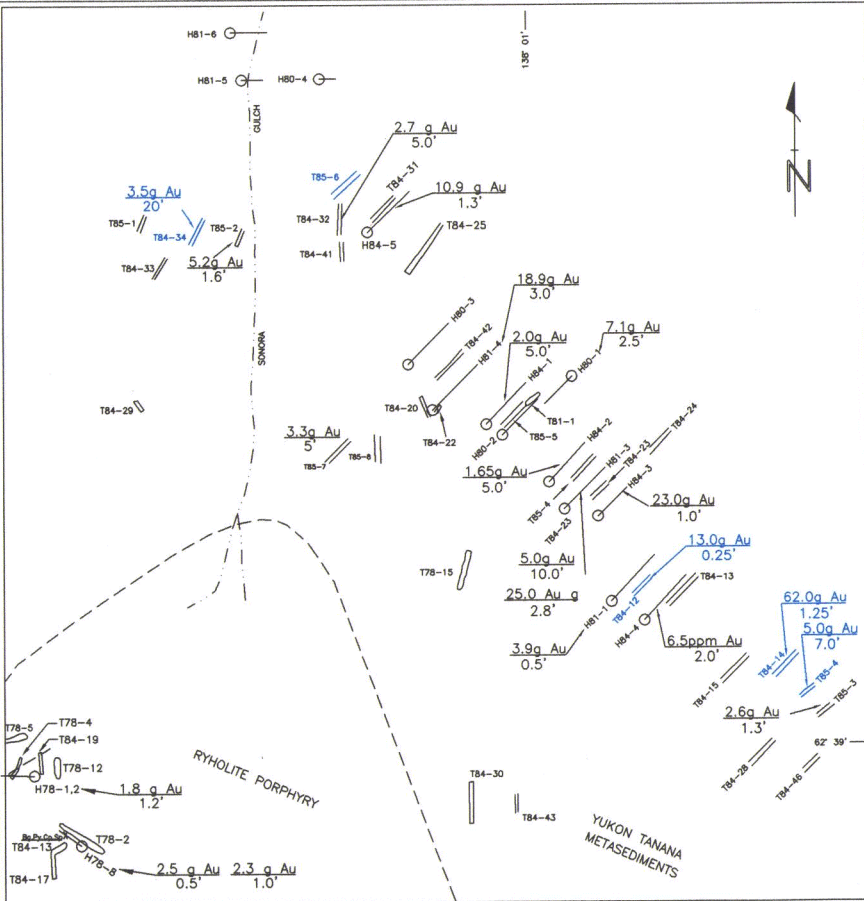 H81-6
138° 01'
H81-5
H80-4
GULCH
2.7 g Au
5.0'
T85-6
T84-31
3.5g Au
20'
10.9 g Au
1.3'
T85-1
T84-34
T85-2
T84-32
H84-5
T84-25
T84-41
T84-33
5.2g Au
1.6'
18.9g Au
3.0'
H80-3
T84-42
7.1g Au
2.5'
SONORA
H81-4
2.0g Au
5.0'
H80-1
H84-1
T84-29
T84-20
T84-22
T81-1
T85-5
H80-2
H84-2
T84-24
3.3g Au
5'
T85-7
T85-8
H81-3
T84-23
1.65g Au
5.0'
H84-3
T85-4
T84-23
23.0g Au
1.0'
T78-15
5.0g Au
10.0'
13.0g Au
0.25'
25.0 Au g
2.8'
T84-12
T84-13
H81-1
H84-4
62.0g Au
1.25'
3.9g Au
0.5'
6.5ppm Au
2.0'
5.0g Au
7.0'
T84-14
T85-4
T84-15
T85-3
2.6g Au
1.3'
T78-5
T78-4
T84-19
62° 39'
T84-28
T84-46
T78-12
RYHOLITE PORPHYRY
H78-1,2
1.8 g Au
1.2'
T84-30
T84-43
YUKON TANANA
METASEDIMENTS
T78-2
T84-13
H78-8
T84-17
2.5 g Au
0.5'
2.3 g Au
1.0'